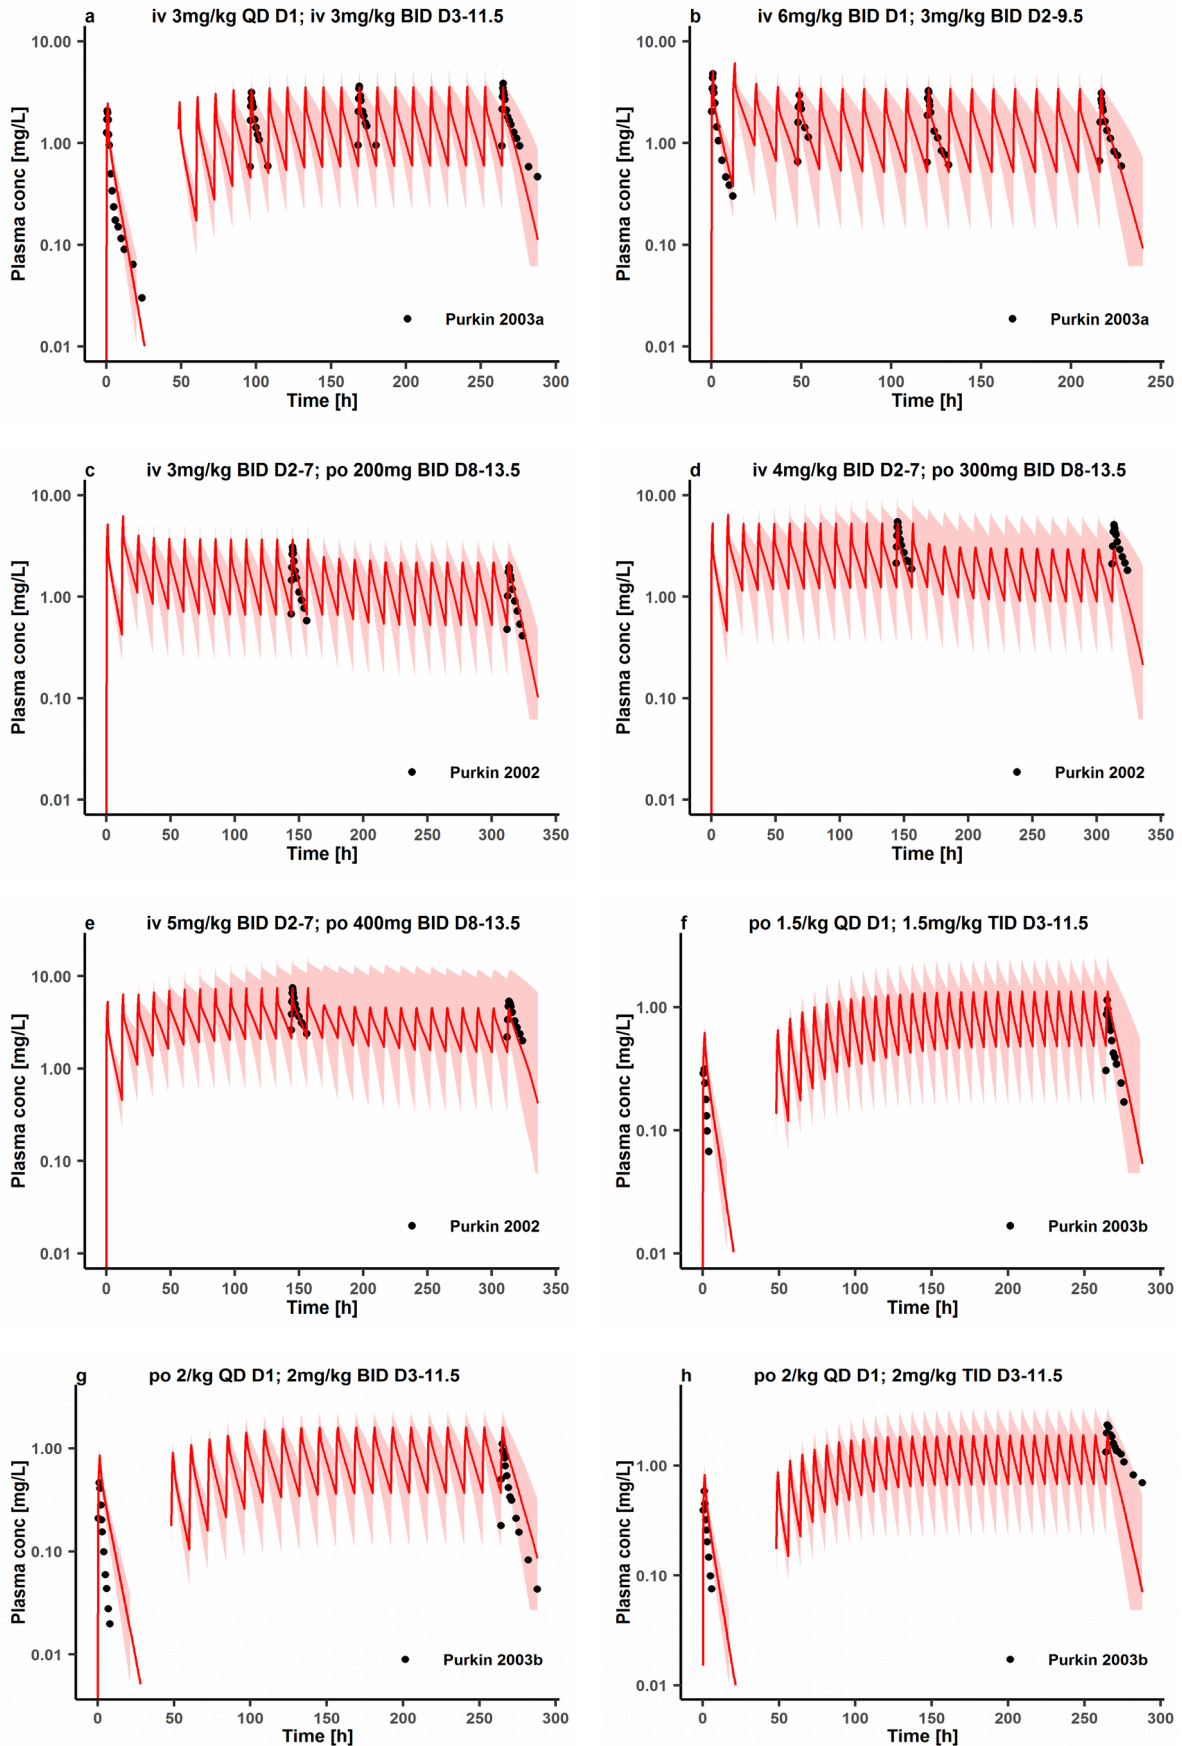 a iv 3mg/kg QD D1; iv 3mg/kg BID D3-11.5
10.00
1.00
0.10
0.01
Plasma conc [mg/L]
Purkin 2003a
0 50 100 150 200 250 300
Time [h]
b iv 6mg/kg BID D1; 3mg/kg BID D2-9.5
10.00
1.00
0.10
0.01
Plasma conc [mg/L]
Purkin 2003a
0 50 100 150 200 250
Time [h]
c iv 3mg/kg BID D2-7; po 200mg BID D8-13.5
10.00
1.00
0.10
0.01
Plasma conc [mg/L]
Purkin 2002
0 50 100 150 200 250 300 350
Time [h]
d iv 4mg/kg BID D2-7; po 300mg BID D8-13.5
10.00
1.00
0.10
0.01
Plasma conc [mg/L]
Purkin 2002
0 50 100 150 200 250 300 350
Time [h]
e iv 5mg/kg BID D2-7; po 400mg BID D8-13.5
10.00
1.00
0.10
0.01
Plasma conc [mg/L]
Purkin 2002
0 50 100 150 200 250 300 350
Time [h]
f po 1.5/kg QD D1; 1.5mg/kg TID D3-11.5
1.00
0.10
0.01
Plasma conc [mg/L]
Purkin 2003b
0 50 100 150 200 250 300
Time [h]
g po 2/kg QD D1; 2mg/kg BID D3-11.5
1.00
0.10
0.01
Plasma conc [mg/L]
Purkin 2003b
0 50 100 150 200 250 300
Time [h]
h po 2/kg QD D1; 2mg/kg TID D3-11.5
1.00
0.10
0.01
Plasma conc [mg/L]
Purkin 2003b
0 50 100 150 200 250 300
Time [h]